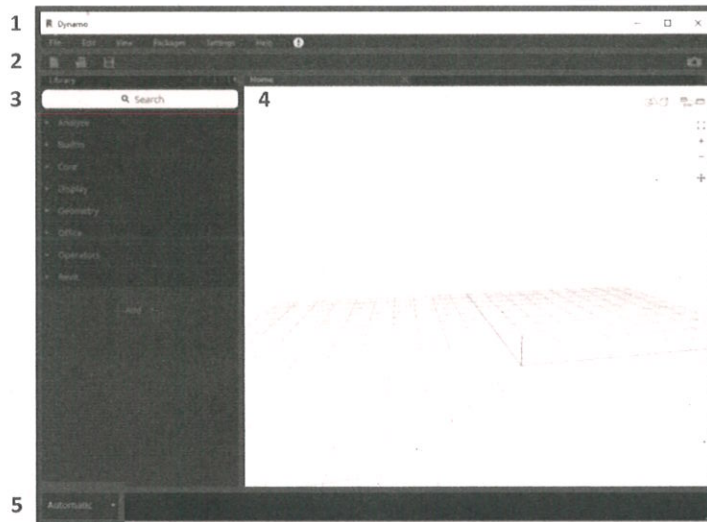 1 Dynamo
File Edit View Packages Settings Help
2
Library Home
3 Search 4
Analyze
BuiltIn
Core
Display
Geometry
Office
Operators
Revit
Add
5 Automatic